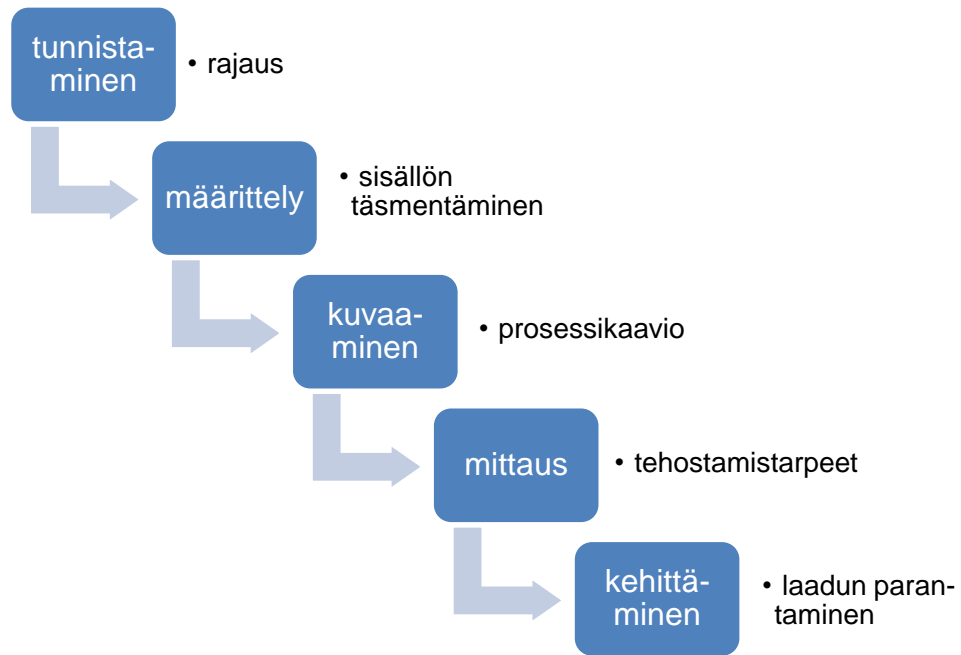 tunnista-
minen
• rajaus
määrittely
• sisällön
täsmentäminen
kuvaa-
minen
• prosessikaavio
mittaus
• tehostamistarpeet
kehittä-
minen
• laadun paran-
taminen